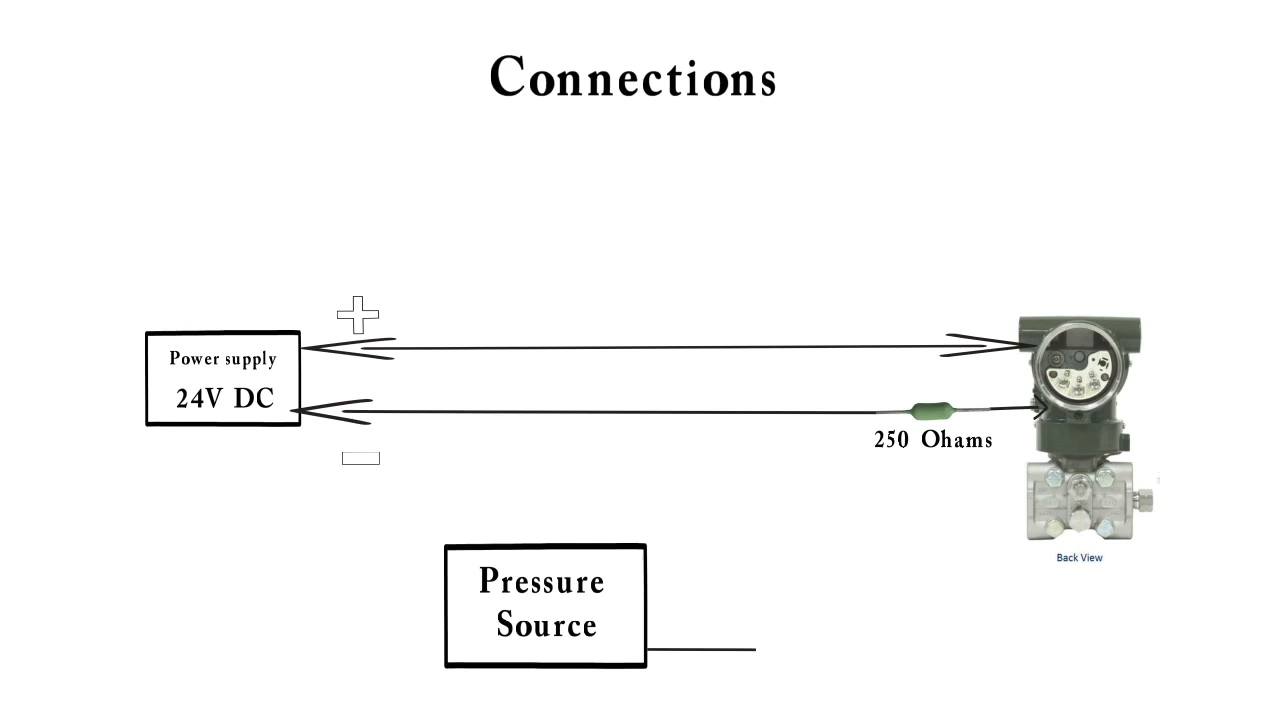 Connections
Power supply
24V DC
250 Ohams
Back View
Pressure
Source